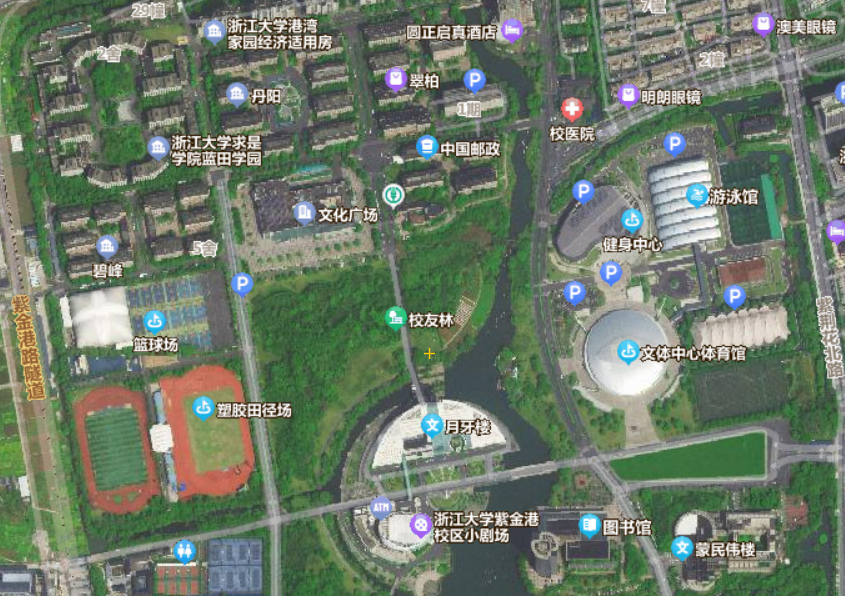 29幢
7幢
浙江大学港湾
家园经济适用房
圆正启真酒店
澳美眼镜
2舍
2幢
翠柏
P
丹阳
明朗眼镜
1期
校医院
浙江大学求是
学院蓝田学园
中国邮政
P
P
游泳馆
文化广场
健身中心
碧峰
5舍
P
P
P
P
紫金港路隧道
紫荆花北路
校友林
篮球场
文体中心体育馆
塑胶田径场
文
月牙楼
ATM
浙江大学紫金港
校区小剧场
图书馆
文
蒙民伟楼